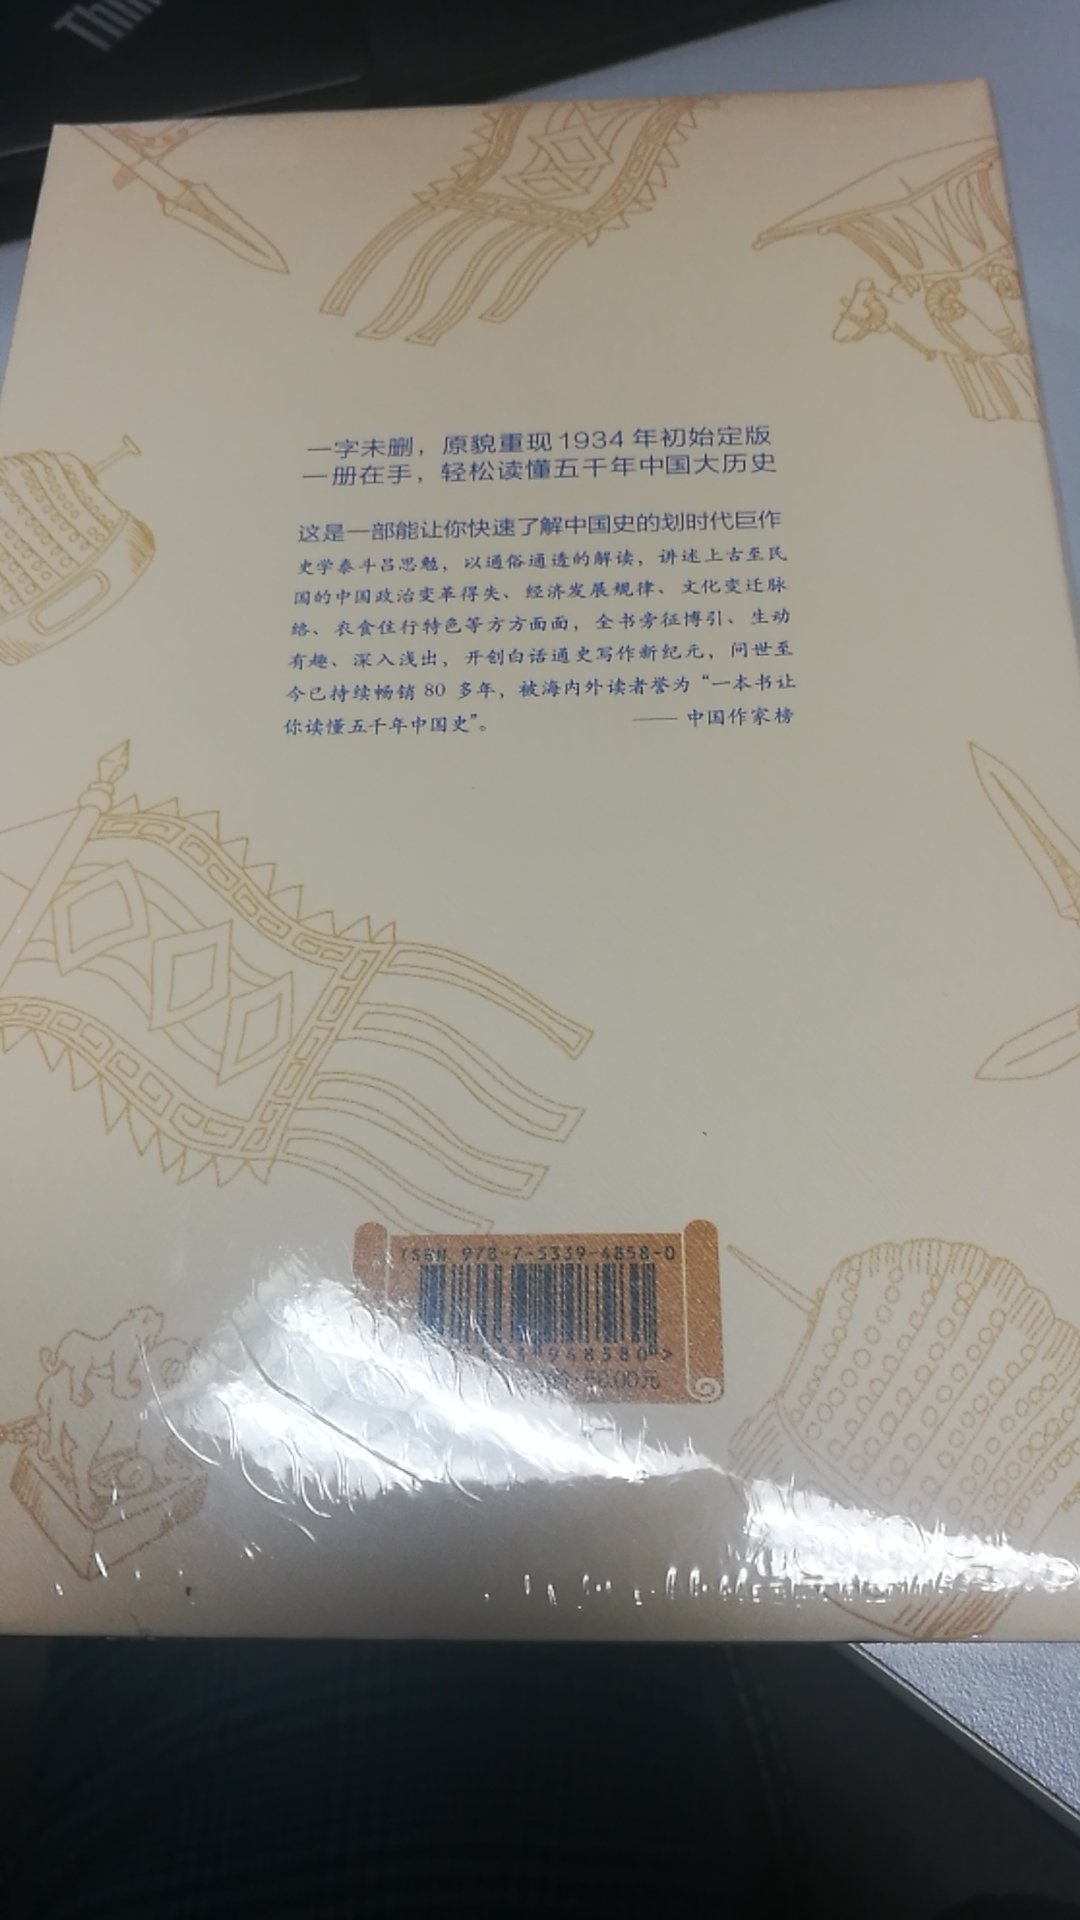 Thin
一字未删，原貌重现1934年初始定版
一册在手，轻松读懂五千年中国大历史
这是一部能让你快速了解中国史的划时代巨作
史学泰斗吕思勉，以通俗通透的解读，讲述上古至民
国的中国政治变革得失、经济发展规律、文化变迁脉
络、衣食住行特色等方方面面，全书旁征博引、生动
有趣、深入浅出，开创白话通史写作新纪元，问世至
今已持续畅销80 多年，被海内外读者誉为“一本书让
你读懂五千年中国史”。 —— 中国作家榜
ISBN 978-7-5339-4858-0
948580>
.00元